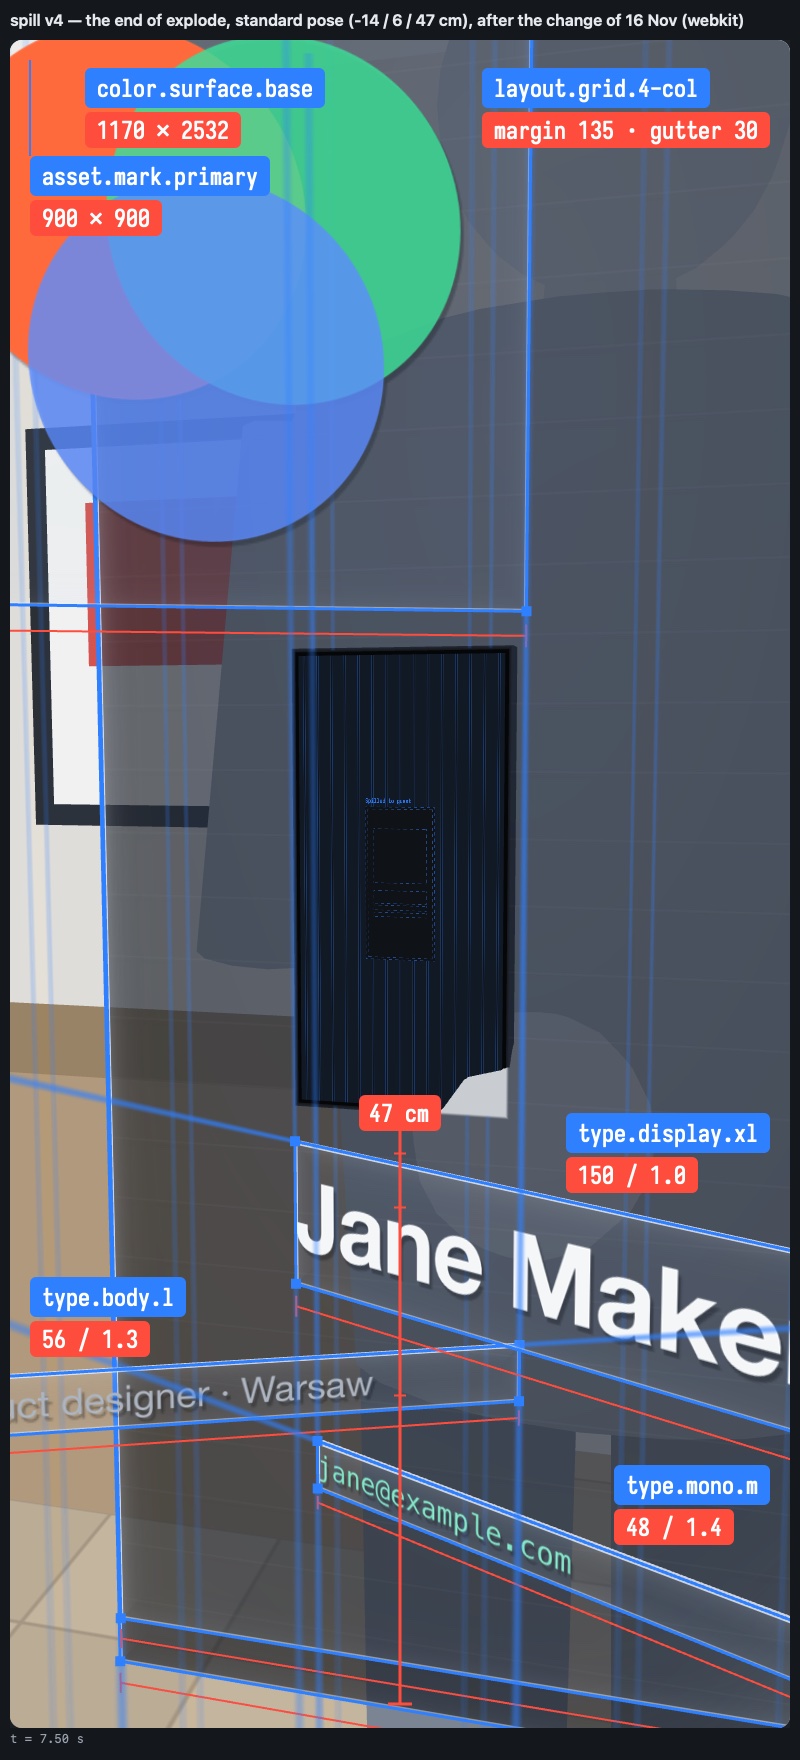 spill v4 — the end of explode, standard pose (-14 / 6 / 47 cm), after the change of 16 Nov (webkit)
color.surface.base
1170 × 2532
layout.grid.4-col
margin 135 · gutter 30
asset.mark.primary
900 × 900
Spilled to guest
47 cm
type.display.xl
150 / 1.0
Jane Make
type.body.l
56 / 1.3
ct designer · Warsaw
jane@example.com
type.mono.m
48 / 1.4
t = 7.50 s